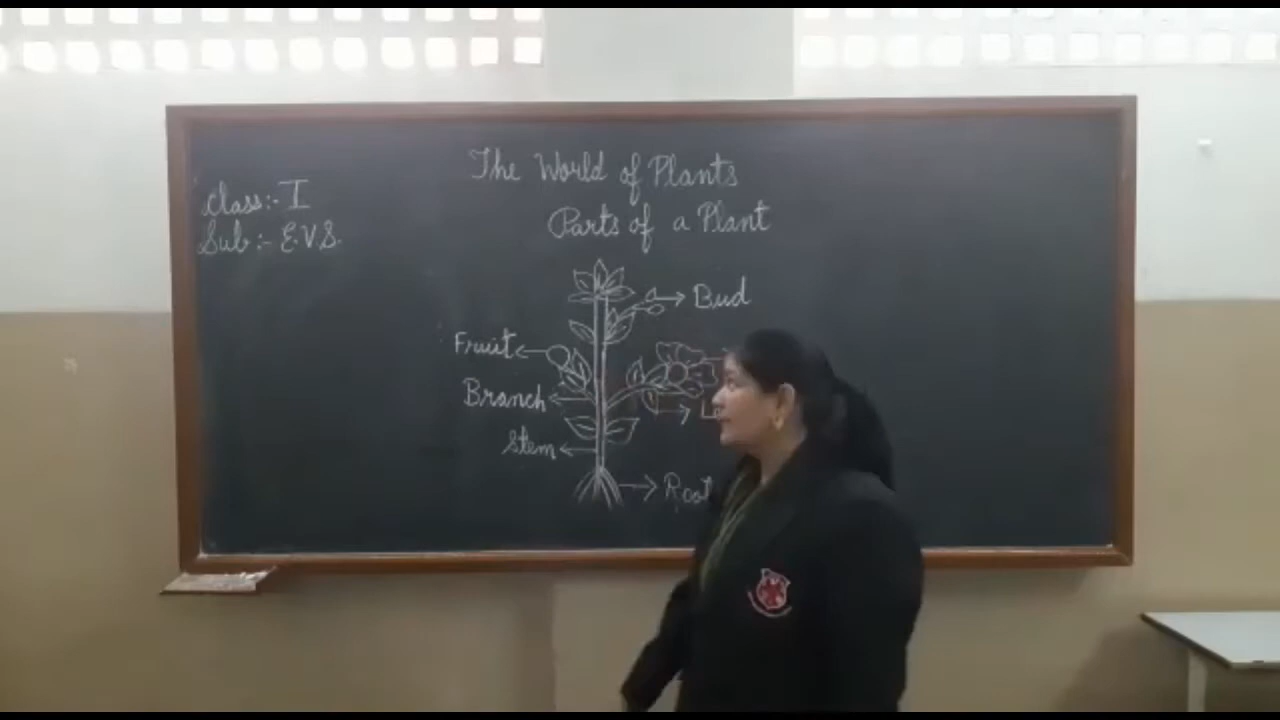 The World of Plants
Class:- I
Parts of a Plant
Sub:- E.V.S.
Bud
Fruit
Branch
Stem
Root